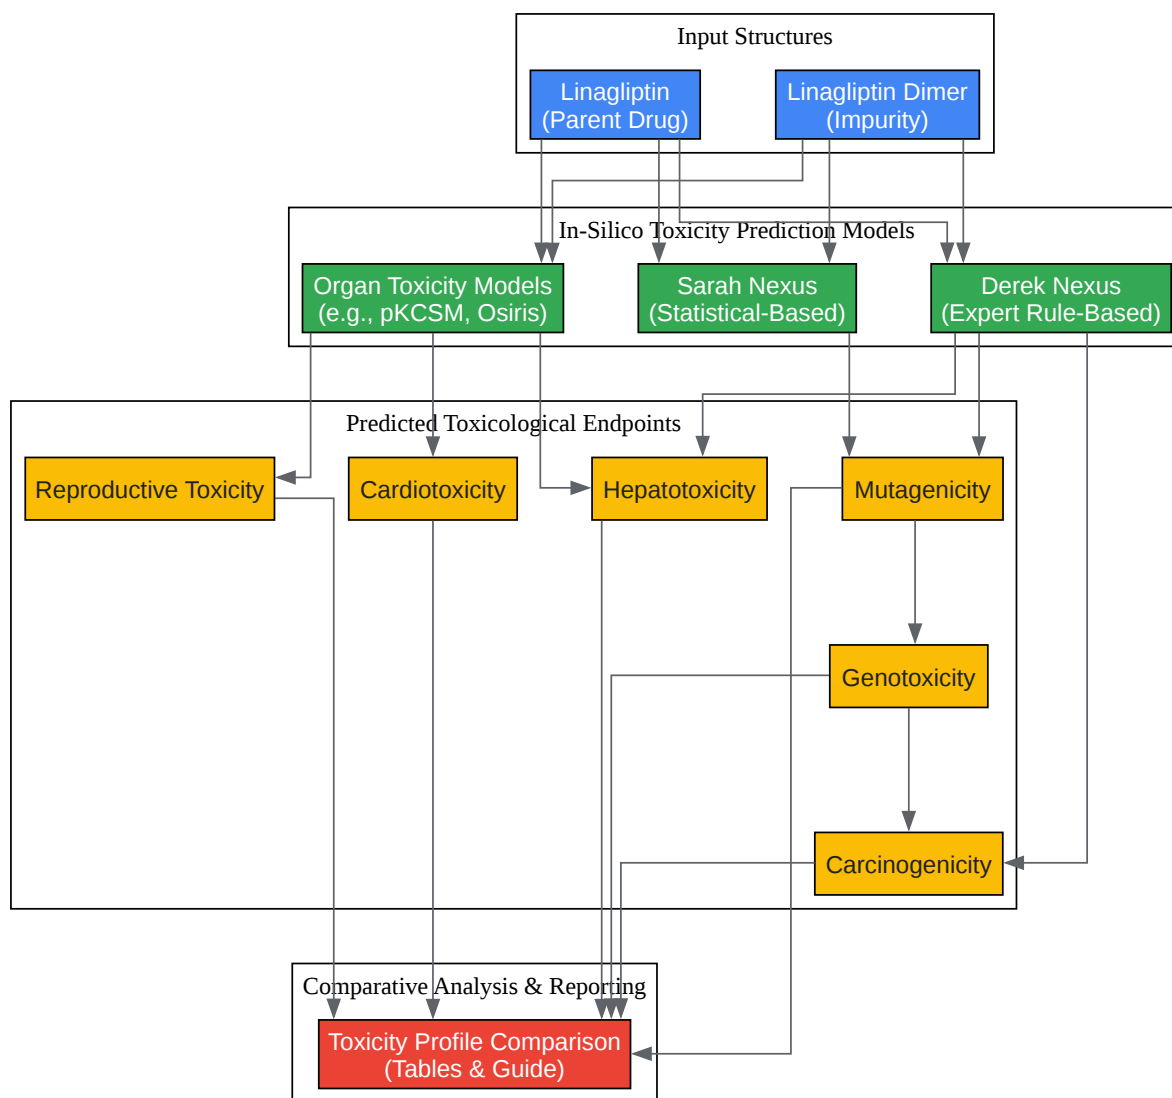 Input Structures
Linagliptin
(Parent Drug)
Linagliptin Dimer
(Impurity)
In-Silico Toxicity Prediction Models
Organ Toxicity Models
(e.g., pKCSM, Osiris)
Sarah Nexus
(Statistical-Based)
Derek Nexus
(Expert Rule-Based)
Predicted Toxicological Endpoints
Reproductive Toxicity
Cardiotoxicity
Hepatotoxicity
Mutagenicity
Genotoxicity
Carcinogenicity
Comparative Analysis & Reporting
Toxicity Profile Comparison
(Tables & Guide)